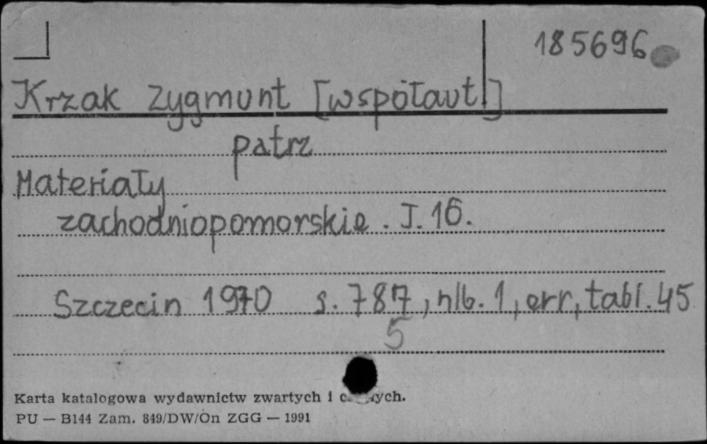 185696
Krzak Zygmunt [współaut.]
patrz
Materiały
zachodniopomorskie. T. 16.
Szczecin 1970 s. 787, nlb. 1, err, tabl. 45
5
Karta katalogowa wydawnictw zwartych i
PU — B144 Zam. 849/DW/On ZGG — 1991